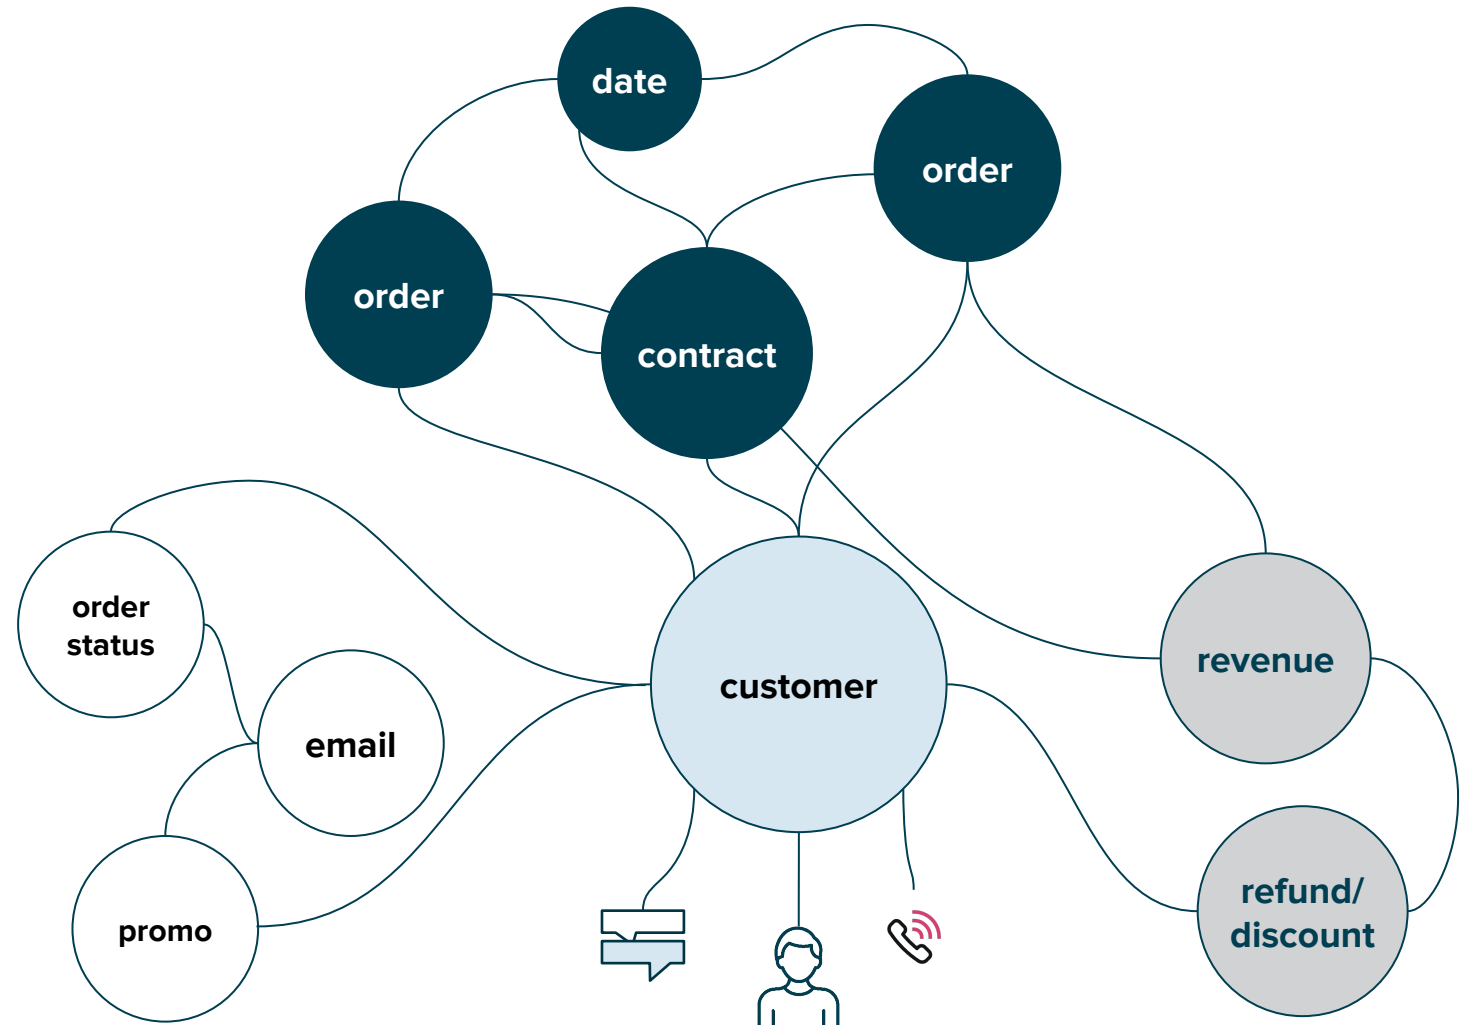 date
order
order
contract
order
status
email
customer
revenue
promo
refund/
discount